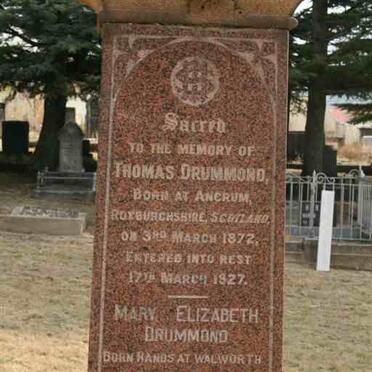 Sacred
TO THE MEMORY OF
THOMAS DRUMMOND,
BORN AT ANCRUM,
ROXBURGHSHIRE, SCOTLAND,
ON 3RD MARCH 1872,
ENTERED INTO REST
17TH MARCH 1927.
MARY ELIZABETH
DRUMMOND
BORN HANDS AT WALWORTH